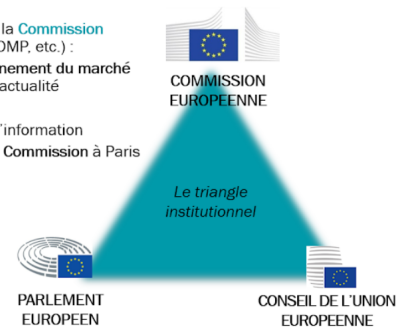 la Commission
OMP, etc.) :
nement du marché
actualité
'information
Commission à Paris
COMMISSION
EUROPEENNE
Le triangle
institutionnel
PARLEMENT
EUROPEEN
CONSEIL DE L'UNION
EUROPEENNE